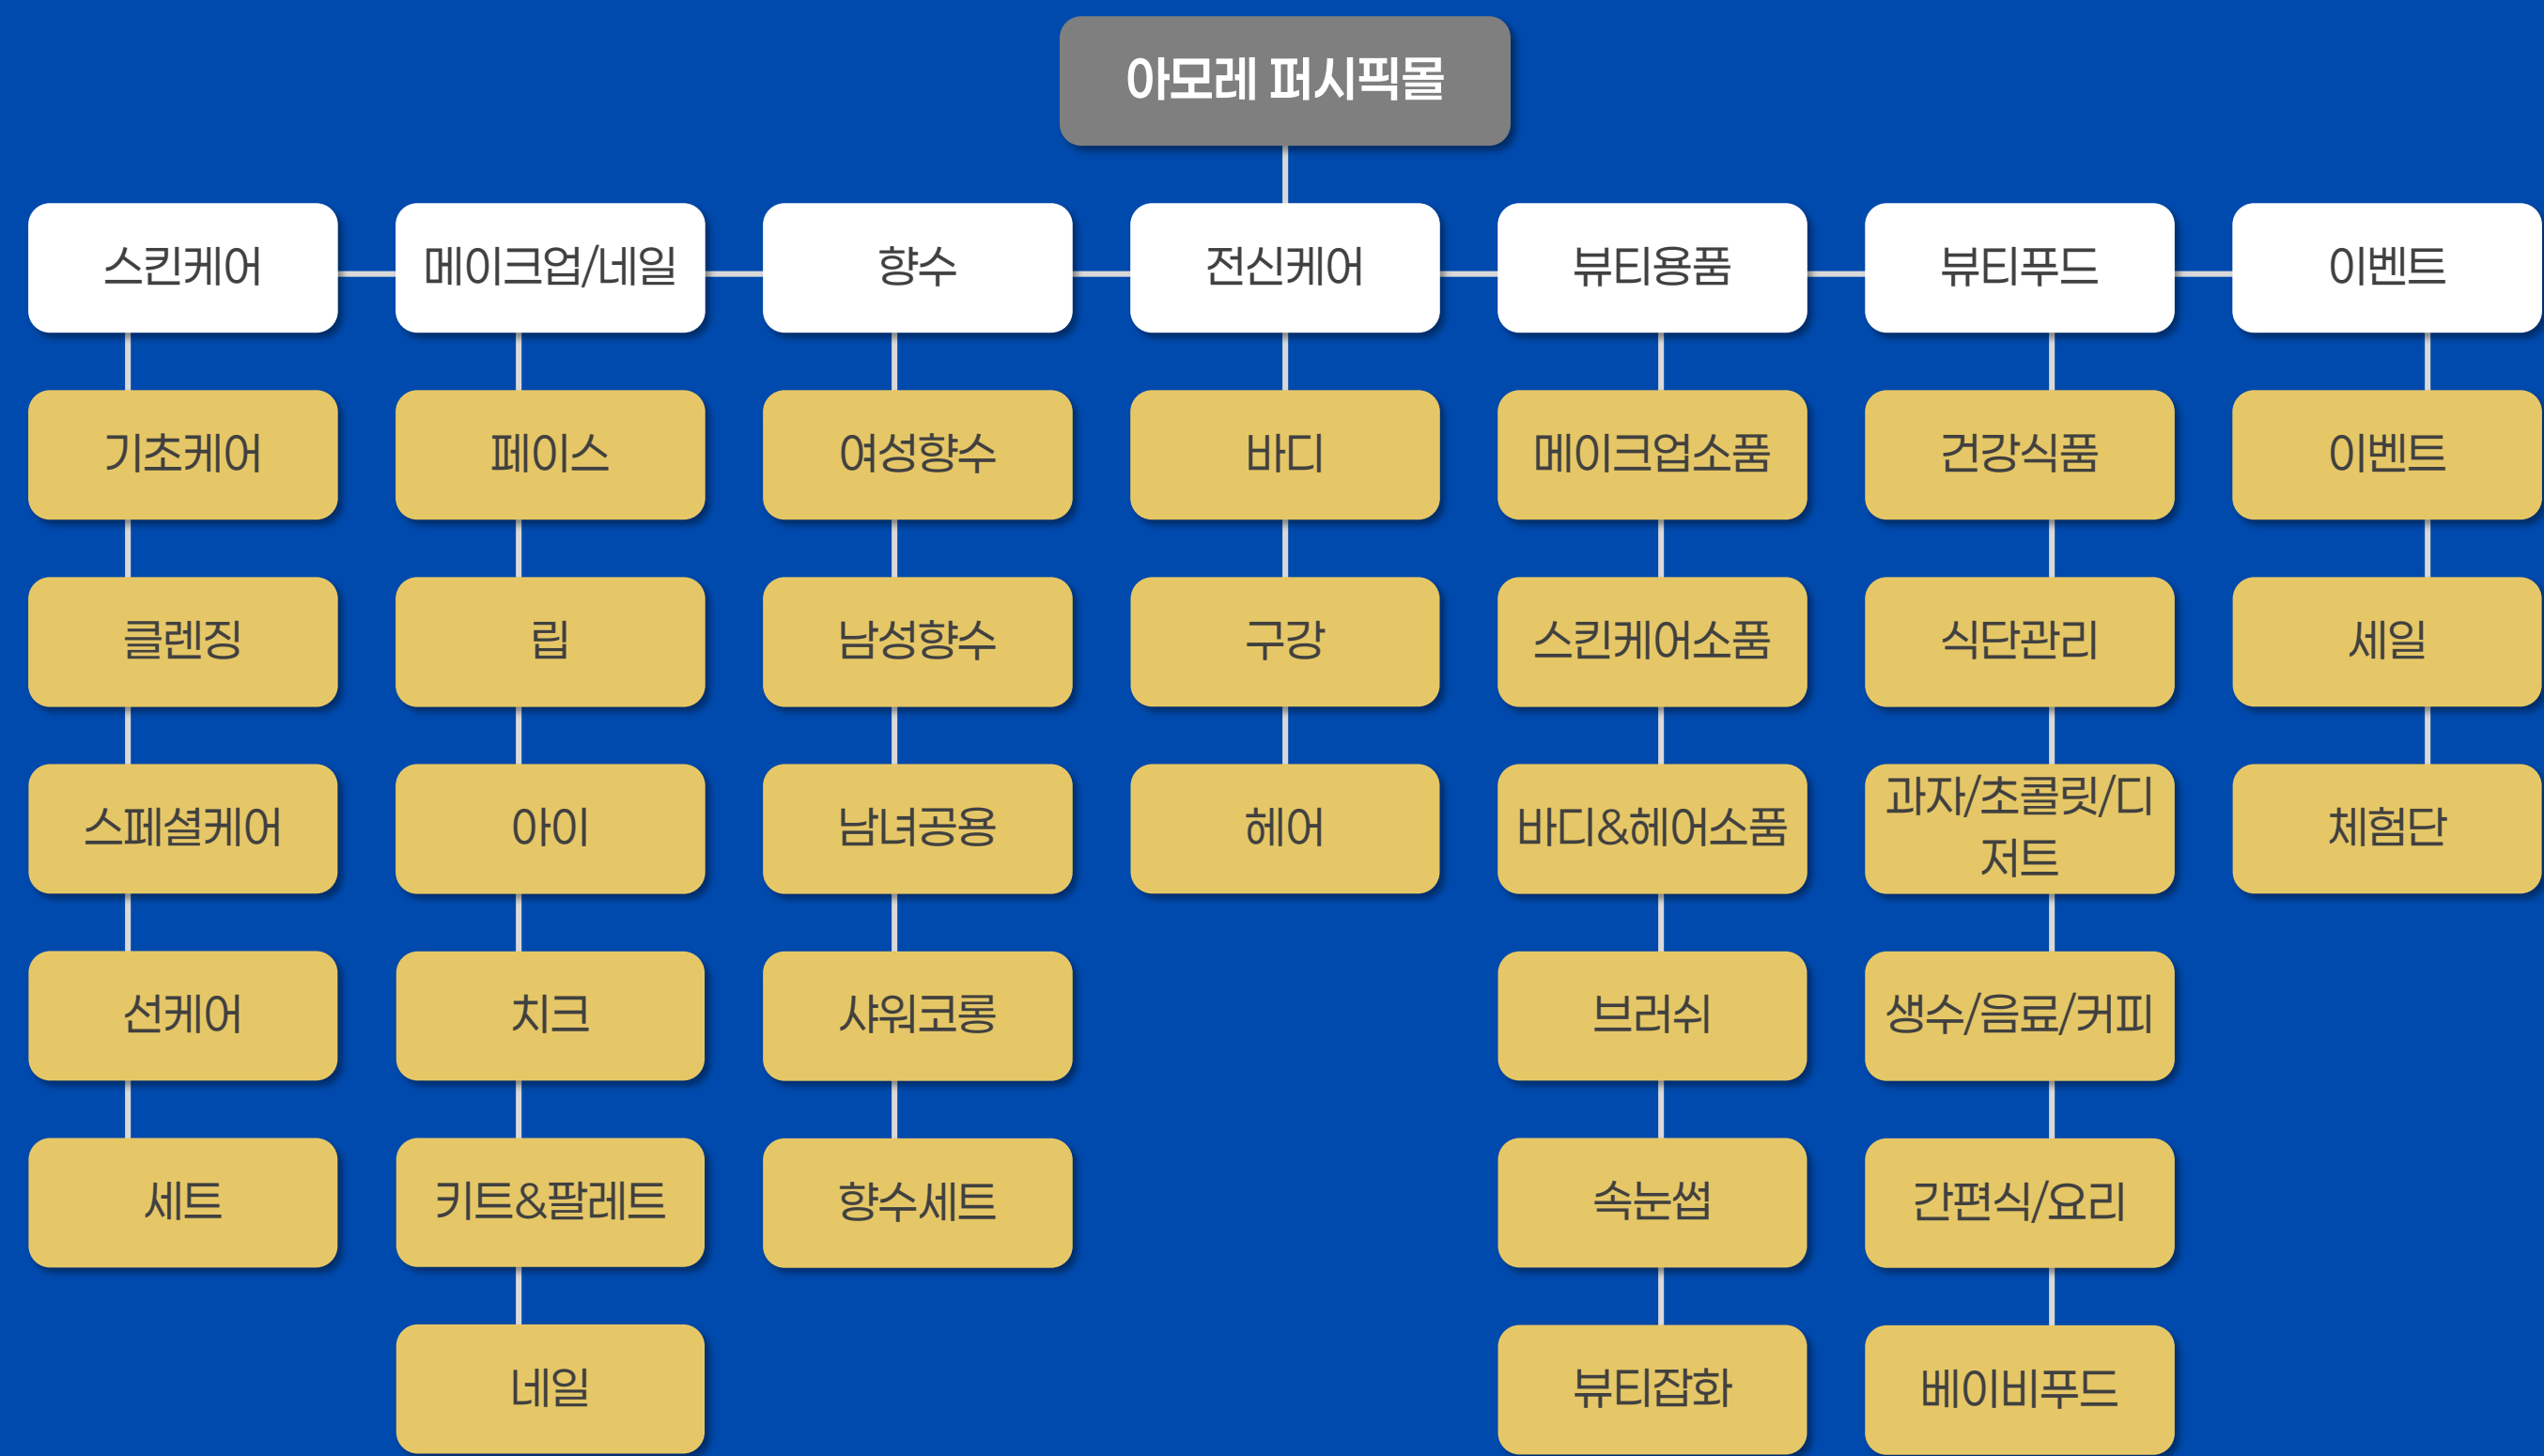 아모레 퍼시픽몰
스킨케어
메이크업/네일
향수
전신케어
뷰티용품
뷰티푸드
이벤트
기초케어
페이스
여성향수
바디
메이크업소품
건강식품
이벤트
클렌징
립
남성향수
구강
스킨케어소품
식단관리
세일
스페셜케어
아이
남녀공용
헤어
바디&헤어소품
과자/초콜릿/디
저트
체험단
선케어
치크
샤워코롱
브러쉬
생수/음료/커피
세트
키트&팔레트
향수세트
속눈썹
간편식/요리
네일
뷰티잡화
베이비푸드